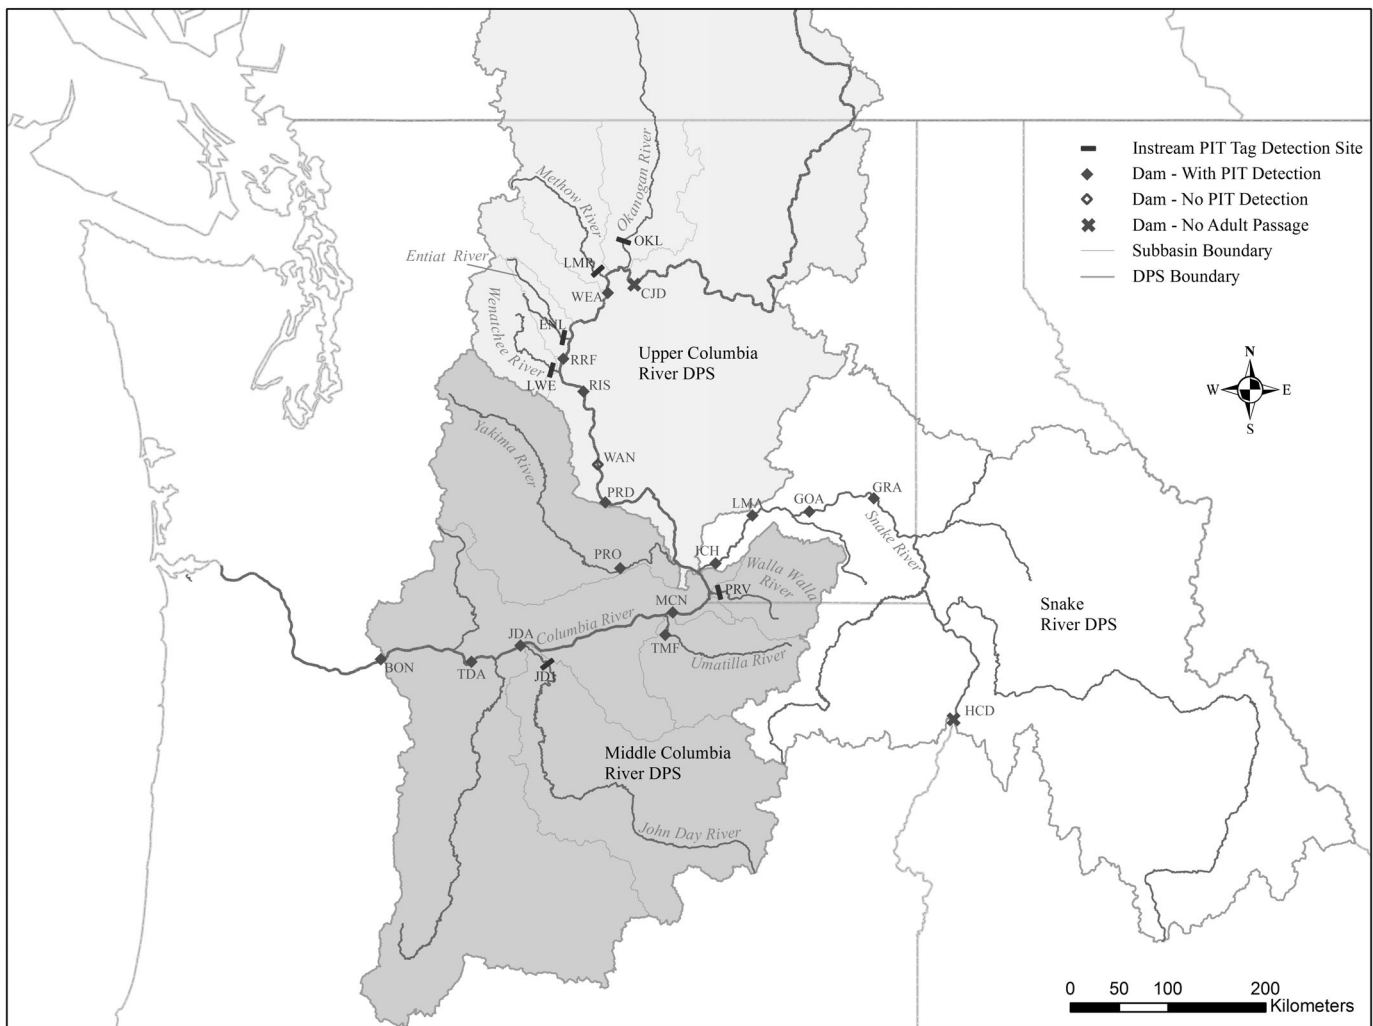 Instream PIT Tag Detection Site
Dam - With PIT Detection
Dam - No PIT Detection
Dam - No Adult Passage
Subbasin Boundary
DPS Boundary
Methow River
Okanogan River
OKL
Entiat River
LMR
WEA
CJD
Wenatchee River
ENL
RRF
LWE
RIS
Upper Columbia
River DPS
N
W
E
S
Yakima River
WAN
PRD
LMA
GOA
GRA
Snake River
PRO
ICH
Walla Walla
River
PRV
MCN
Columbia River
JDA
TMF
Umatilla River
BON
TDA
Snake
River DPS
HCD
Middle Columbia
River DPS
John Day River
0 50 100 200
Kilometers